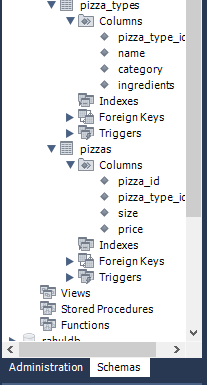 pizza_types
Columns
pizza_type_id
name
category
ingredients
Indexes
Foreign Keys
Triggers
pizzas
Columns
pizza_id
pizza_type_id
size
price
Indexes
Foreign Keys
Triggers
Views
Stored Procedures
Functions
rahuldb
Administration Schemas